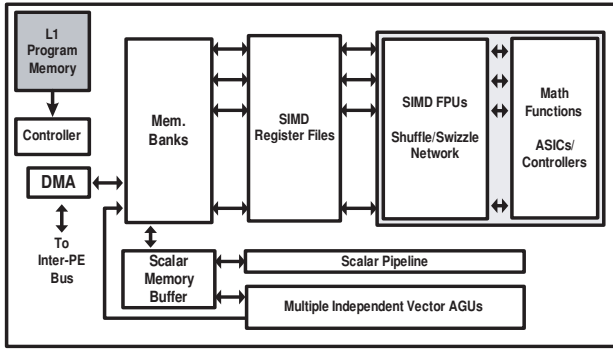 L1
Program
Memory
Controller
DMA
To
Inter-PE
Bus
Mem.
Banks
SIMD
Register Files
SIMD FPUs
Shuffle/Swizzle
Network
Math
Functions
ASICs/
Controllers
Scalar
Memory
Buffer
Scalar Pipeline
Multiple Independent Vector AGUs